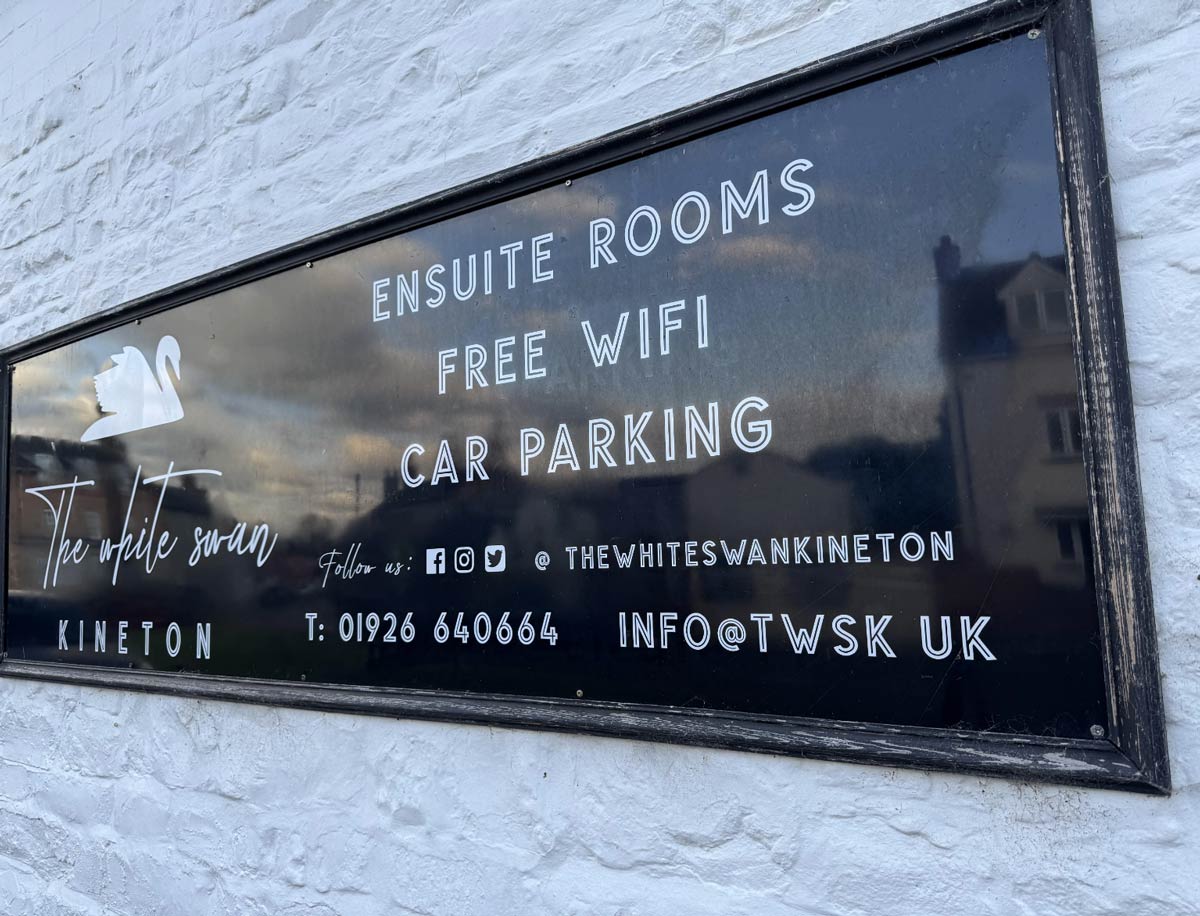 ENSUITE ROOMS
FREE WIFI
CAR PARKING
The white swan
KINETON
Follow us: @ THEWHITESWANKINETON
T: 01926 640664 INFO@TWSK UK